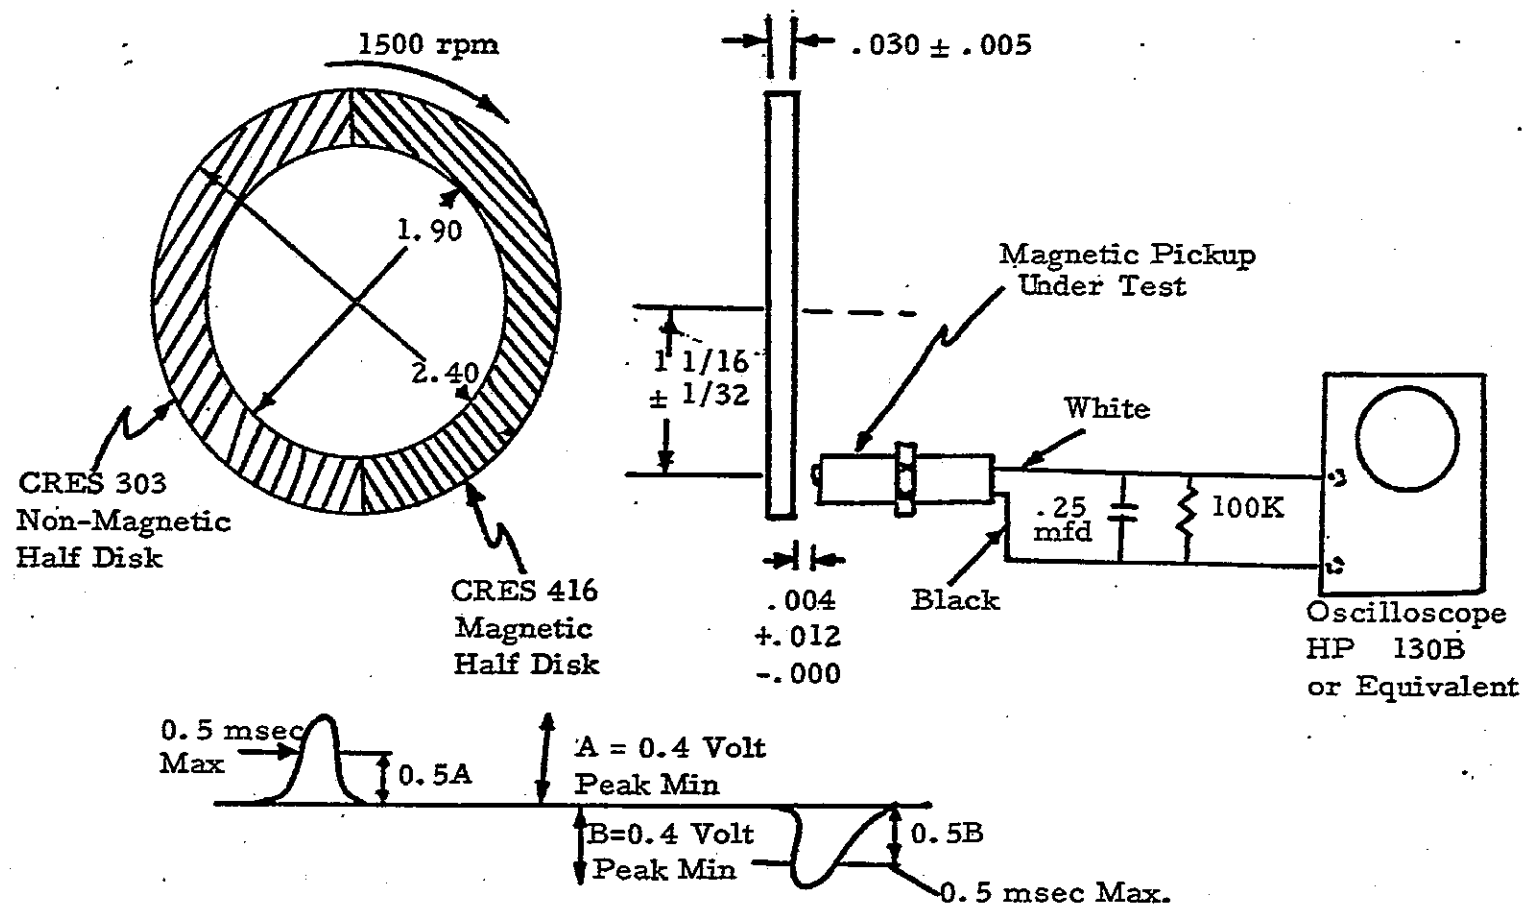 1500 rpm
.030 ± .005
1.90
2.40
CRES 303
Non-Magnetic
Half Disk
CRES 416
Magnetic
Half Disk
1 1/16
± 1/32
Magnetic Pickup
Under Test
White
.25
mfd
100K
Black
.004
+.012
-.000
Oscilloscope
HP 130B
or Equivalent
0.5 msec
Max
0.5A
A = 0.4 Volt
Peak Min
B=0.4 Volt
Peak Min
0.5B
0.5 msec Max.